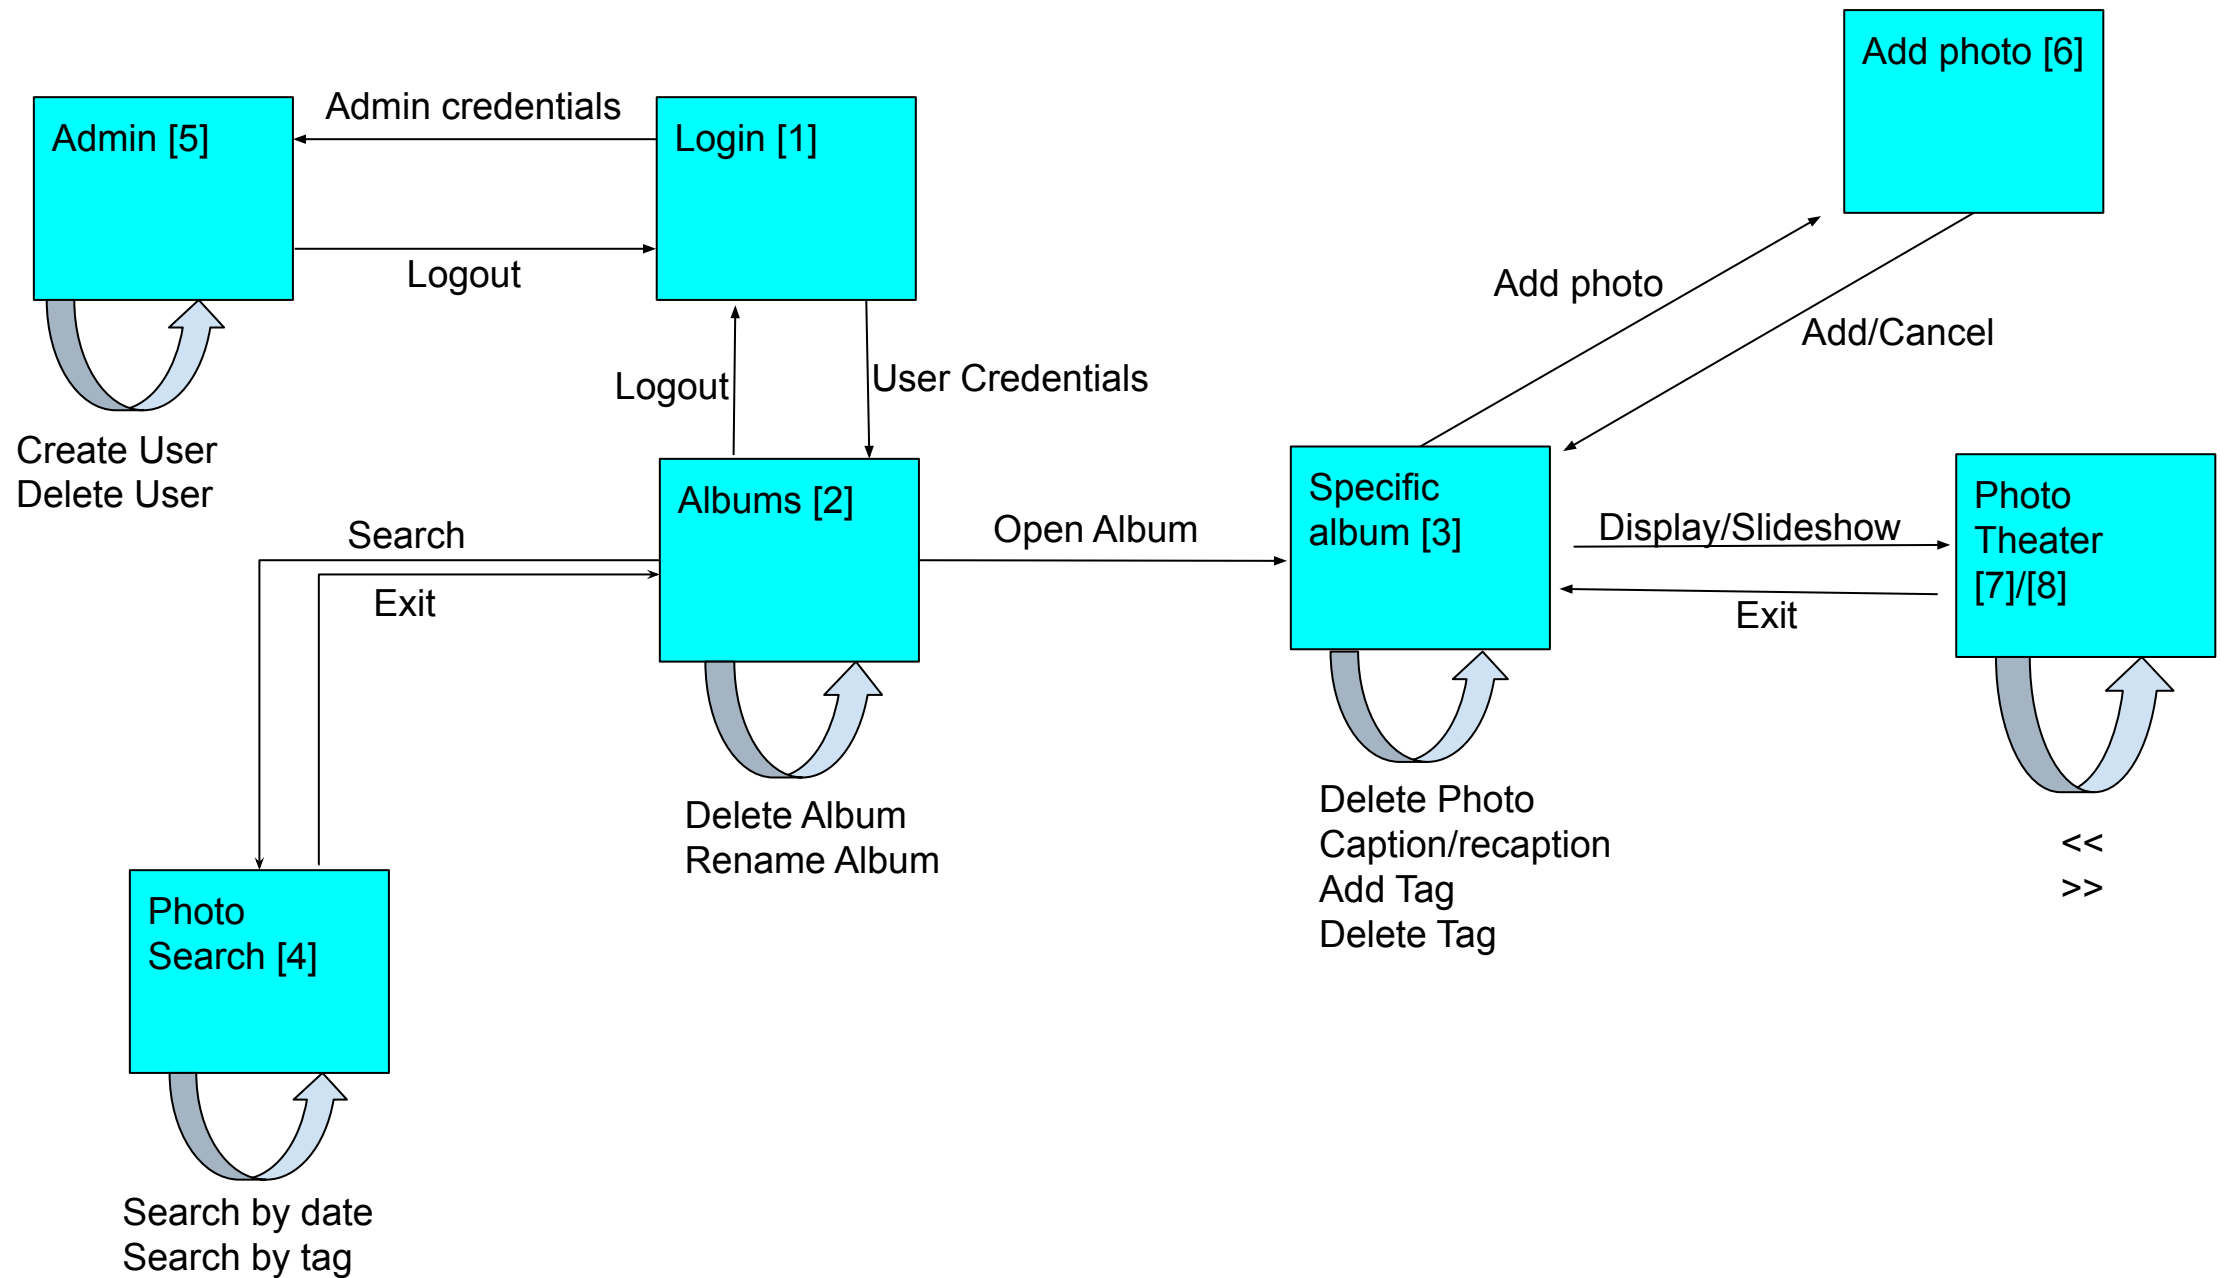 Add photo [6]
Admin credentials
Admin [5]
Login [1]
Logout
Add photo
Add/Cancel
Logout
User Credentials
Create User
Delete User
Albums [2]
Specific
album [3]
Photo
Theater
[7]/[8]
Search
Open Album
Display/Slideshow
Exit
Exit
Delete Album
Rename Album
Delete Photo
Caption/recaption
Add Tag
Delete Tag
<<
>>
Photo
Search [4]
Search by date
Search by tag